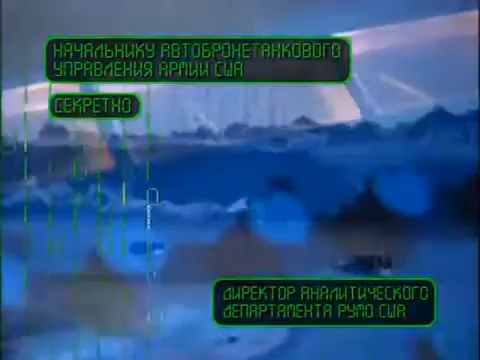 НАЧАЛЬНИКУ АВТОБРОНЕТАНКОВОГО
УПРАВЛЕНИЯ АРМИИ США
СЕКРЕТНО
ДИРЕКТОР АНАЛИТИЧЕСКОГО
ДЕПАРТАМЕНТА РУМО США